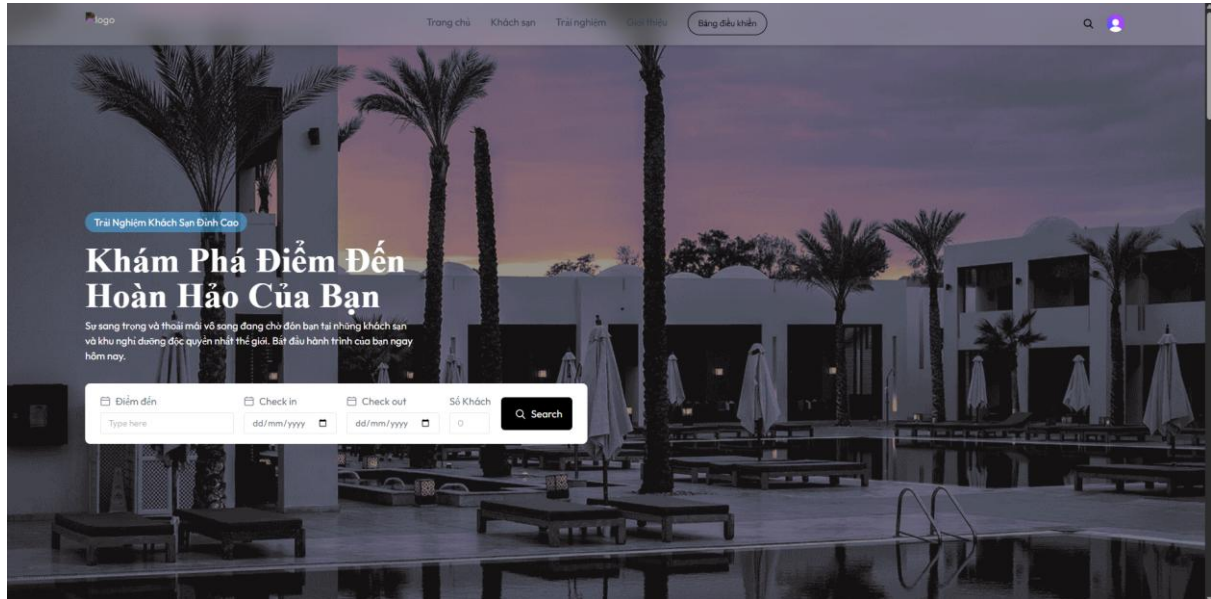 logo
Trang chủ Khách sạn Trải nghiệm Giới thiệu Bảng điều khiển
Trải Nghiệm Khách Sạn Đỉnh Cao
Khám Phá Điểm Đến
Hoàn Hảo Của Bạn
Sự sang trọng và thoải mái vô song đang chờ đón bạn tại những khách sạn
và khu nghỉ dưỡng độc quyền nhất thế giới. Bắt đầu hành trình của bạn ngay
hôm nay.
Điểm đến Check in Check out Số Khách
Type here dd/mm/yyyy dd/mm/yyyy 0 Search